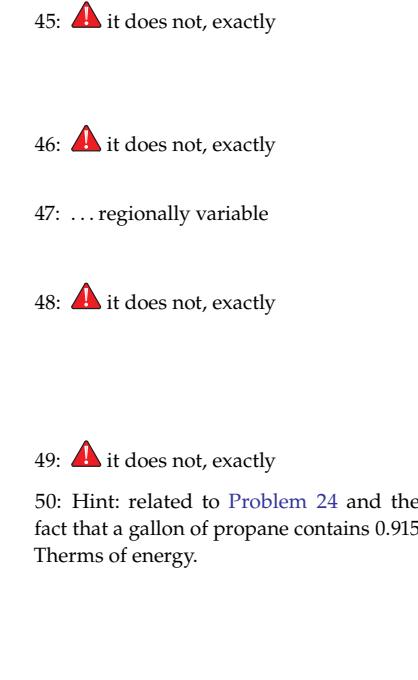 45: ⚠ it does not, exactly
46: ⚠ it does not, exactly
47: ... regionally variable
48: ⚠ it does not, exactly
49: ⚠ it does not, exactly
50: Hint: related to Problem 24 and the
fact that a gallon of propane contains 0.915
Therms of energy.